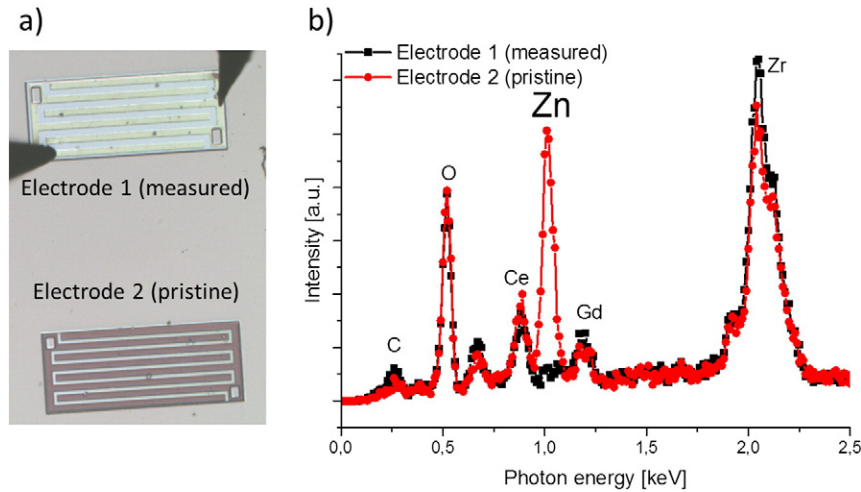 a)
Electrode 1 (measured)
Electrode 2 (pristine)
b)
Electrode 1 (measured)
Electrode 2 (pristine)
Zn
Zr
O
Ce
Gd
C
Intensity [a.u.]
0,0 0,5 1,0 1,5 2,0 2,5
Photon energy [keV]